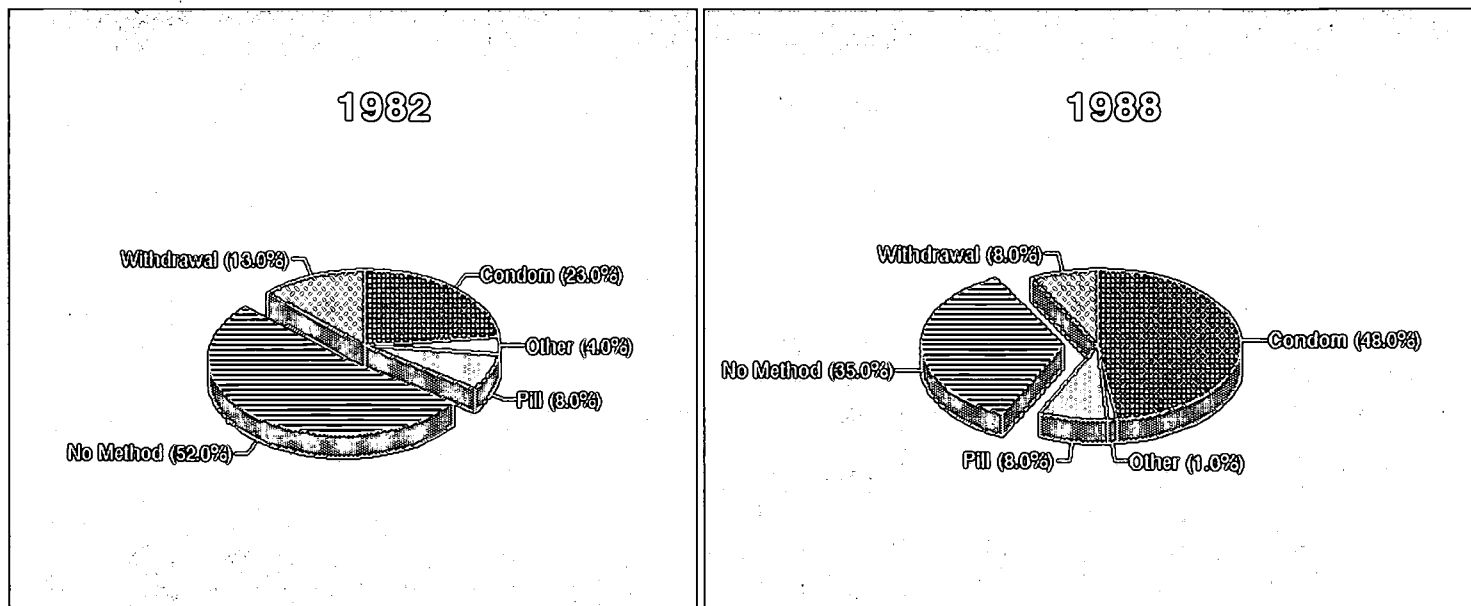 1982
Withdrawal (13.0%)
Condom (23.0%)
Other (4.0%)
Pill (8.0%)
No Method (52.0%)
1988
Withdrawal (8.0%)
Condom (48.0%)
No Method (35.0%)
Pill (8.0%)
Other (1.0%)